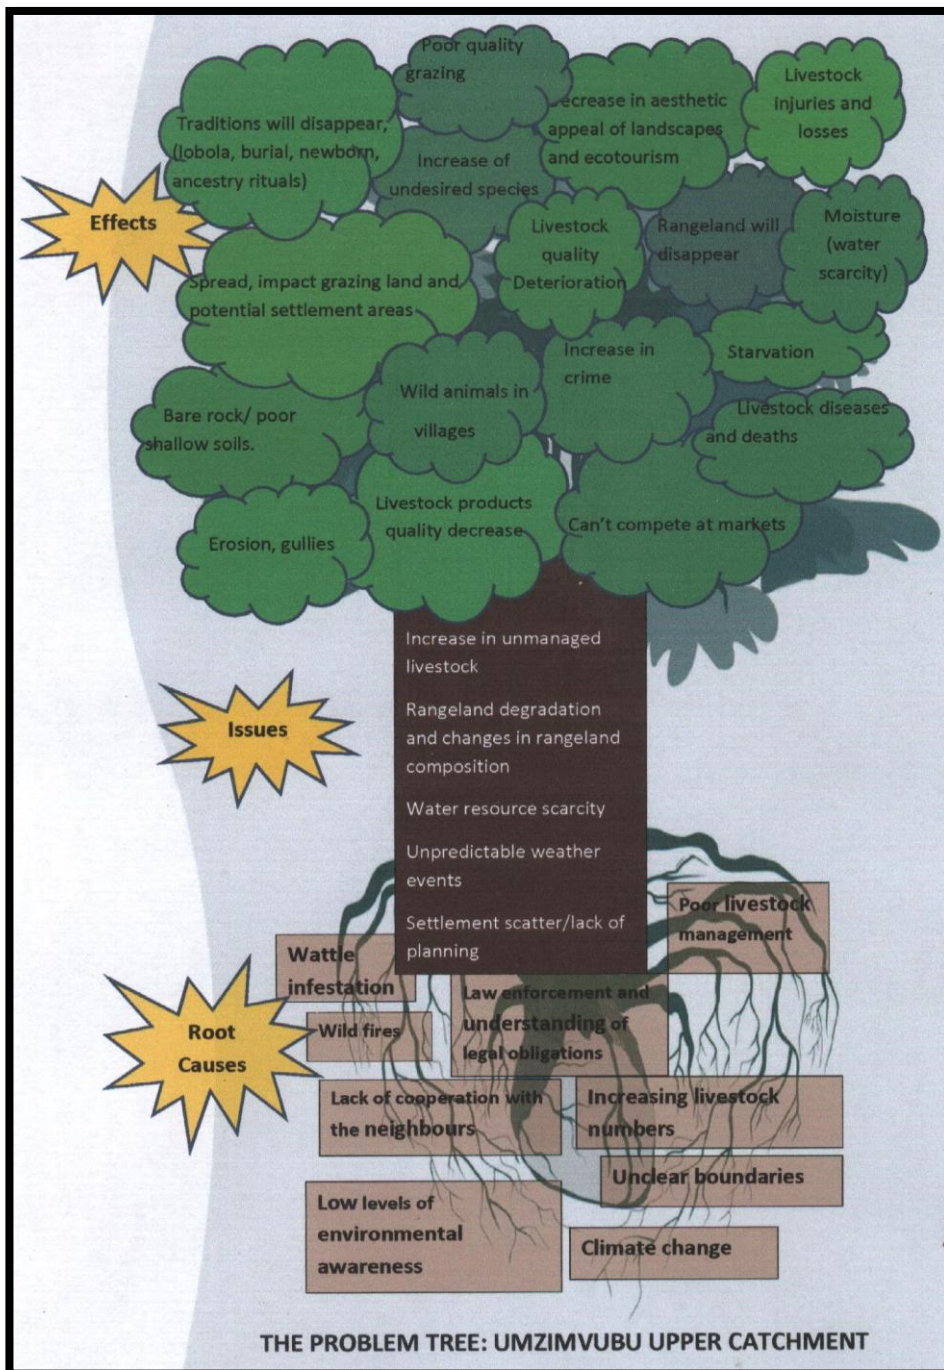 Poor quality
grazing
Livestock
Injuries and
losses
Traditions will disappear,
(lobola, burial, newborn,
ancestry rituals)
Decrease in aesthetic
appeal of landscapes
and ecotourism
Increase of
undesired species
Effects
Livestock
quality
Deterioration
Rangeland will
disappear
Moisture
(water
scarcity)
Spread, impact grazing land and
potential settlement areas
Increase in
crime
Starvation
Wild animals in
villages
Bare rock/ poor
shallow soils.
Livestock diseases
and deaths
Livestock products
quality decrease
Can't compete at markets
Erosion, gullies
Issues
Increase in unmanaged
livestock
Rangeland degradation
and changes in rangeland
composition
Water resource scarcity
Unpredictable weather
events
Settlement scatter/lack of
planning
Root
Causes
Poor livestock
management
Wattle
infestation
Law enforcement and
understanding of
legal obligations
Wild fires
Lack of cooperation with
the neighbours
Increasing livestock
numbers
Unclear boundaries
Low levels of
environmental
awareness
Climate change
THE PROBLEM TREE: UMZIMVUBU UPPER CATCHMENT